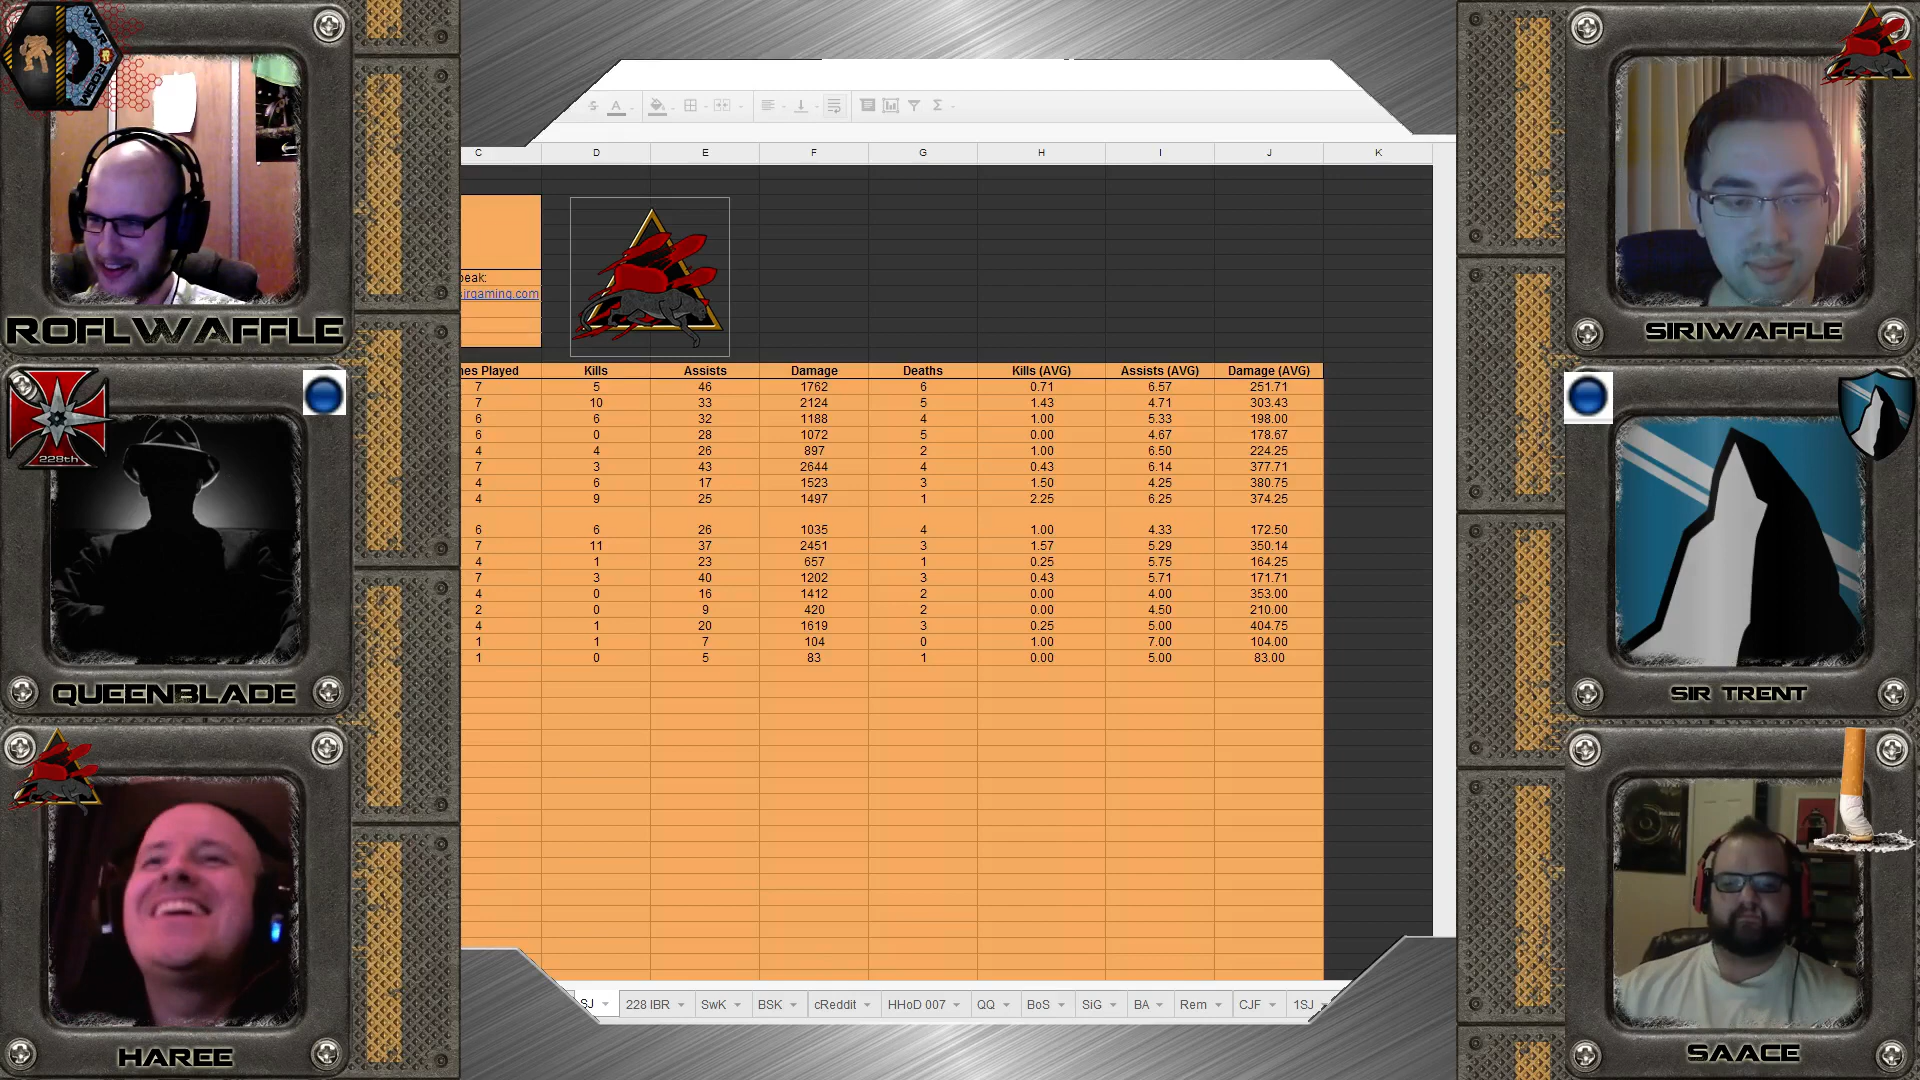 WAR ROOM
ROFLWAFFLE
228th
QUEENBLADE
HAREE
C D E F G H I J K
peak:
jrgaming.com
es Played Kills Assists Damage Deaths Kills (AVG) Assists (AVG) Damage (AVG)
7 5 46 1762 6 0.71 6.57 251.71
7 10 33 2124 5 1.43 4.71 303.43
6 6 32 1188 4 1.00 5.33 198.00
6 0 28 1072 5 0.00 4.67 178.67
4 4 26 897 2 1.00 6.50 224.25
7 3 43 2644 4 0.43 6.14 377.71
4 6 17 1523 3 1.50 4.25 380.75
4 9 25 1497 1 2.25 6.25 374.25
6 6 26 1035 4 1.00 4.33 172.50
7 11 37 2451 3 1.57 5.29 350.14
4 1 23 657 1 0.25 5.75 164.25
7 3 40 1202 3 0.43 5.71 171.71
4 0 16 1412 2 0.00 4.00 353.00
2 0 9 420 2 0.00 4.50 210.00
4 1 20 1619 3 0.25 5.00 404.75
1 1 7 104 0 1.00 7.00 104.00
1 0 5 83 1 0.00 5.00 83.00
SJ 228 IBR SwK BSK cReddit HHoD 007 QQ BoS SiG BA Rem CJF 1SJ
SIRIWAFFLE
SIR TRENT
SAACE